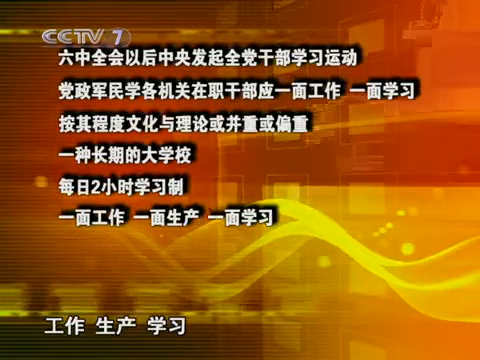 CCTV 7
六中全会以后中央发起全党干部学习运动
党政军民学各机关在职干部应一面工作 一面学习
按其程度文化与理论或并重或偏重
一种长期的大学校
每日2小时学习制
一面工作 一面生产 一面学习
工作 生产 学习